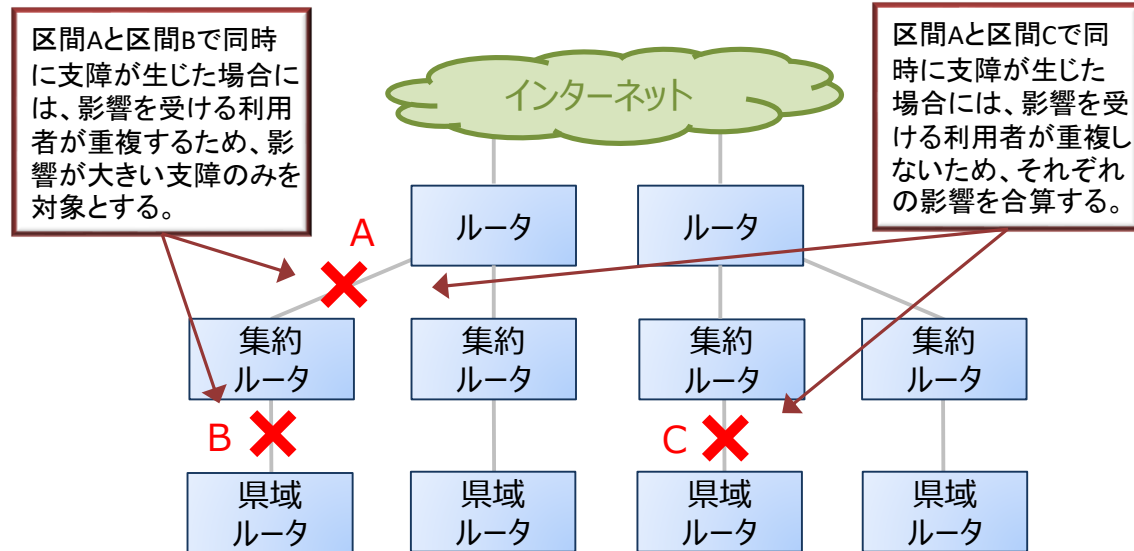 区間Aと区間Bで同時
に支障が生じた場合に
は、影響を受ける利用
者が重複するため、影
響が大きい支障のみを
対象とする。
区間Aと区間Cで同
時に支障が生じた
場合には、影響を受
ける利用者が重複し
ないため、それぞれ
の影響を合算する。
インターネット
ルータ
ルータ
A
集約
ルータ
集約
ルータ
集約
ルータ
集約
ルータ
B
C
県域
ルータ
県域
ルータ
県域
ルータ
県域
ルータ